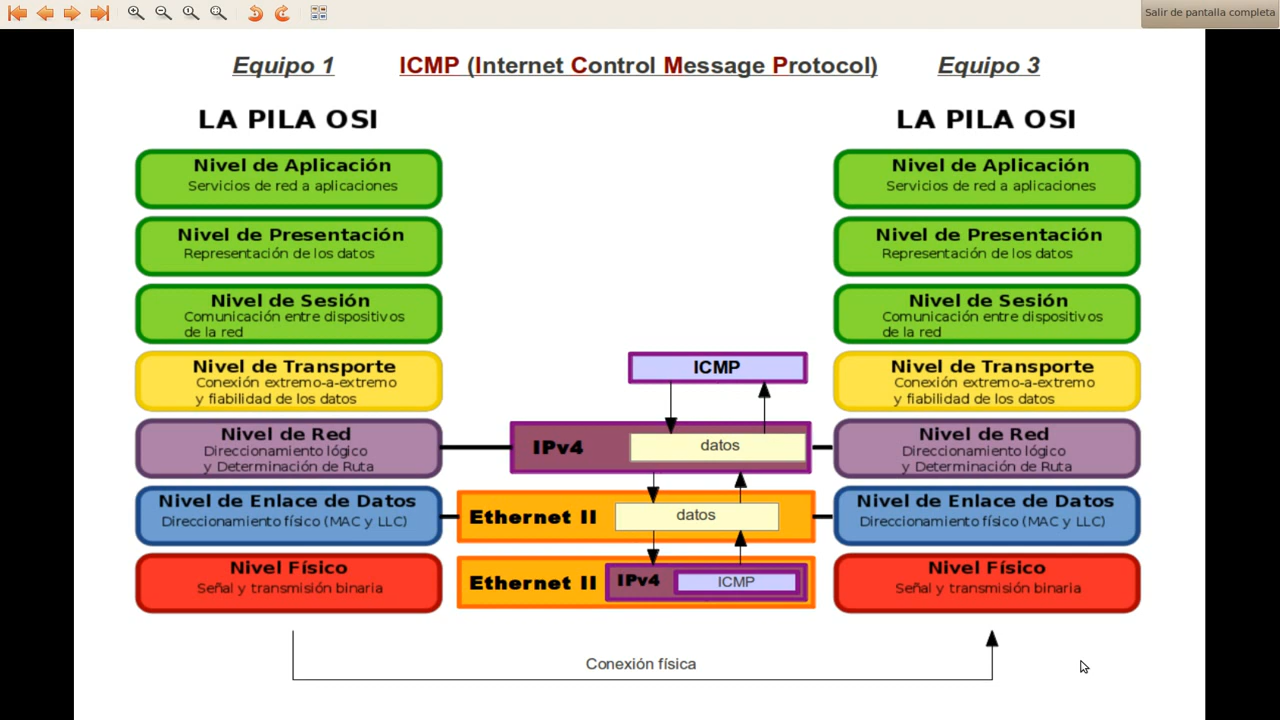 Salir de pantalla completa
Equipo 1
ICMP (Internet Control Message Protocol)
Equipo 3
LA PILA OSI
Nivel de Aplicación
Servicios de red a aplicaciones
Nivel de Presentación
Representación de los datos
Nivel de Sesión
Comunicación entre dispositivos
de la red
Nivel de Transporte
Conexión extremo-a-extremo
y fiabilidad de los datos
Nivel de Red
Direccionamiento lógico
y Determinación de Ruta
Nivel de Enlace de Datos
Direccionamiento físico (MAC y LLC)
Nivel Físico
Señal y transmisión binaria
ICMP
IPv4
datos
Ethernet II
datos
Ethernet II
IPv4
ICMP
LA PILA OSI
Nivel de Aplicación
Servicios de red a aplicaciones
Nivel de Presentación
Representación de los datos
Nivel de Sesión
Comunicación entre dispositivos
de la red
Nivel de Transporte
Conexión extremo-a-extremo
y fiabilidad de los datos
Nivel de Red
Direccionamiento lógico
y Determinación de Ruta
Nivel de Enlace de Datos
Direccionamiento físico (MAC y LLC)
Nivel Físico
Señal y transmisión binaria
Conexión física